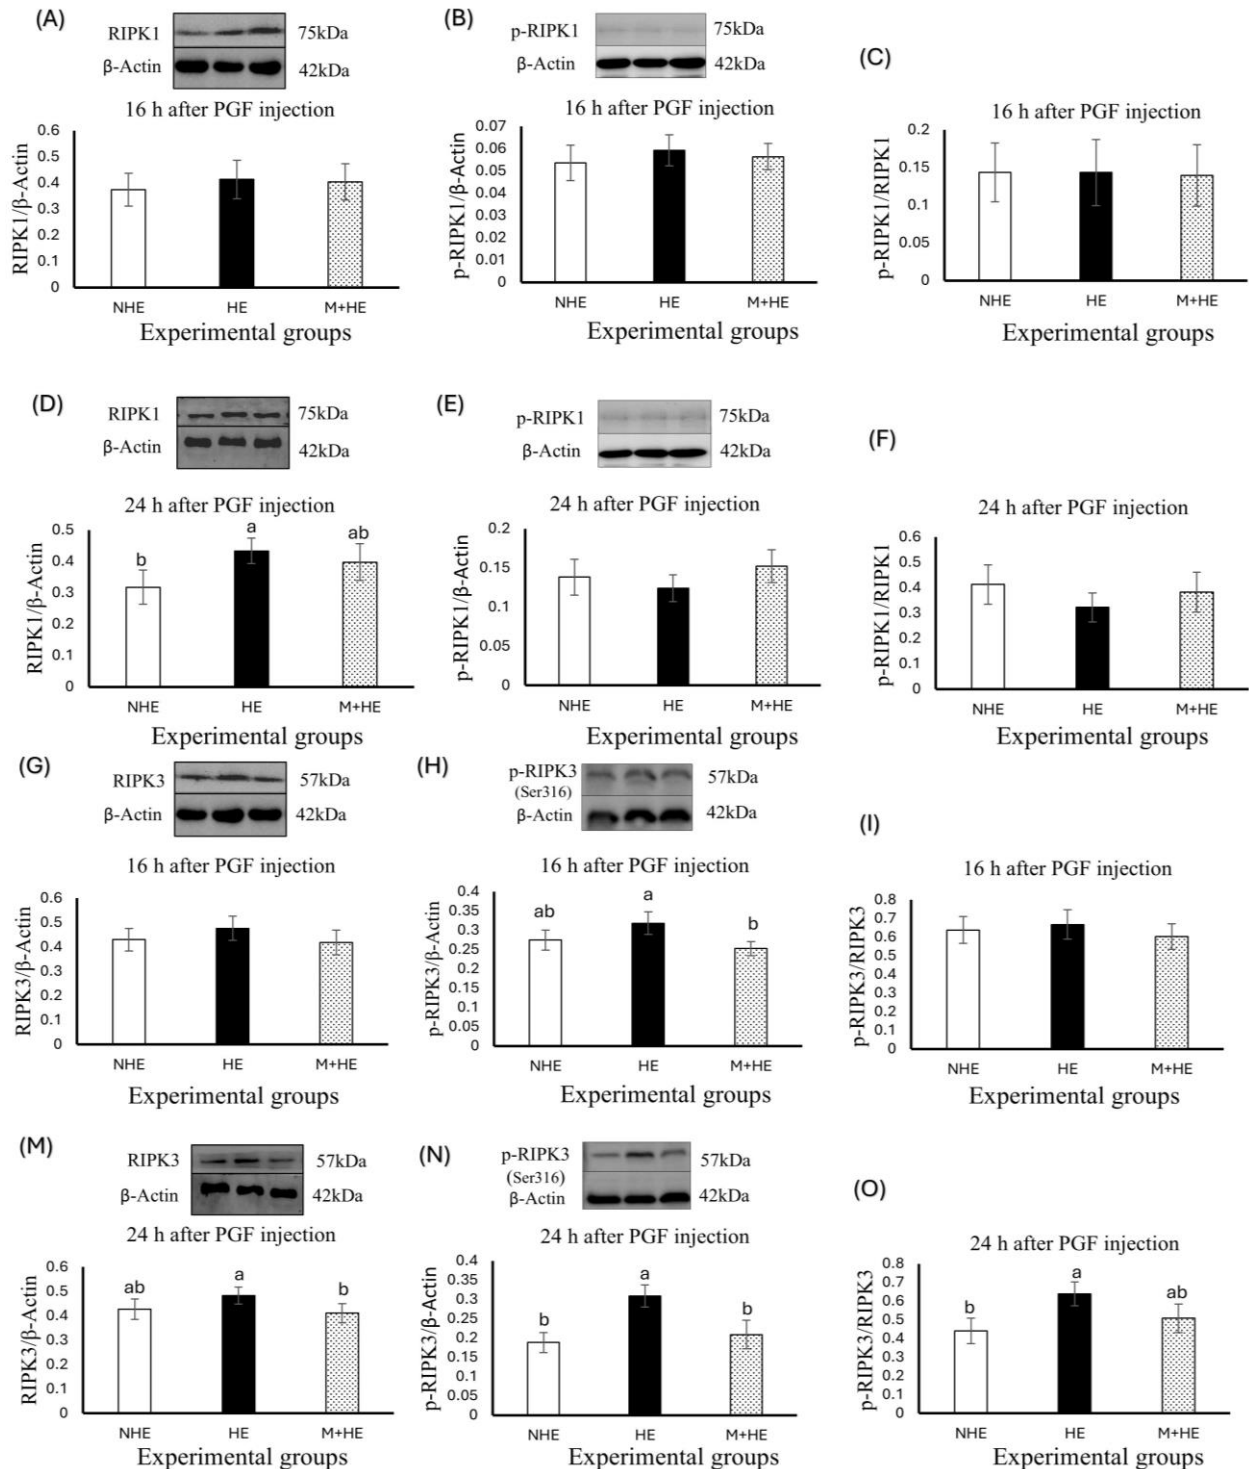 (A)
RIPK1
75kDa
β-Actin
42kDa
16 h after PGF injection
RIPK1/β-Actin
0.6
0.5
0.4
0.3
0.2
0.1
0
NHE HE M+HE
Experimental groups
(B)
p-RIPK1
75kDa
β-Actin
42kDa
16 h after PGF injection
p-RIPK1/β-Actin
0.07
0.06
0.05
0.04
0.03
0.02
0.01
0
NHE HE M+HE
Experimental groups
(C)
16 h after PGF injection
p-RIPK1/RIPK1
0.2
0.15
0.1
0.05
0
NHE HE M+HE
Experimental groups
(D)
RIPK1
75kDa
β-Actin
42kDa
24 h after PGF injection
RIPK1/β-Actin
0.5
0.4
0.3
0.2
0.1
0
b a ab
NHE HE M+HE
Experimental groups
(E)
p-RIPK1
75kDa
β-Actin
42kDa
24 h after PGF injection
p-RIPK1/β-Actin
0.2
0.15
0.1
0.05
0
NHE HE M+HE
Experimental groups
(F)
24 h after PGF injection
p-RIPK1/RIPK1
0.6
0.5
0.4
0.3
0.2
0.1
0
NHE HE M+HE
Experimental groups
(G)
RIPK3
57kDa
β-Actin
42kDa
16 h after PGF injection
RIPK3/β-Actin
0.6
0.5
0.4
0.3
0.2
0.1
0
NHE HE M+HE
Experimental groups
(H)
p-RIPK3
(Ser316)
57kDa
β-Actin
42kDa
16 h after PGF injection
p-RIPK3/β-Actin
0.4
0.35
0.3
0.25
0.2
0.15
0.1
0.05
0
ab a b
NHE HE M+HE
Experimental groups
(I)
16 h after PGF injection
p-RIPK3/RIPK3
0.8
0.7
0.6
0.5
0.4
0.3
0.2
0.1
0
NHE HE M+HE
Experimental groups
(M)
RIPK3
57kDa
β-Actin
42kDa
24 h after PGF injection
RIPK3/β-Actin
0.6
0.5
0.4
0.3
0.2
0.1
0
ab a b
NHE HE M+HE
Experimental groups
(N)
p-RIPK3
(Ser316)
57kDa
β-Actin
42kDa
24 h after PGF injection
p-RIPK3/β-Actin
0.4
0.35
0.3
0.25
0.2
0.15
0.1
0.05
0
b a b
NHE HE M+HE
Experimental groups
(O)
24 h after PGF injection
p-RIPK3/RIPK3
0.8
0.7
0.6
0.5
0.4
0.3
0.2
0.1
0
b a ab
NHE HE M+HE
Experimental groups